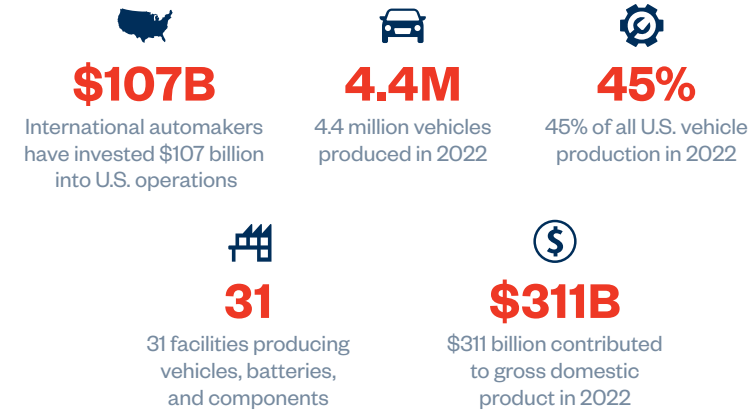 $107B
International automakers
have invested $107 billion
into U.S. operations
4.4M
4.4 million vehicles
produced in 2022
45%
45% of all U.S. vehicle
production in 2022
31
31 facilities producing
vehicles, batteries,
and components
$
$311B
$311 billion contributed
to gross domestic
product in 2022